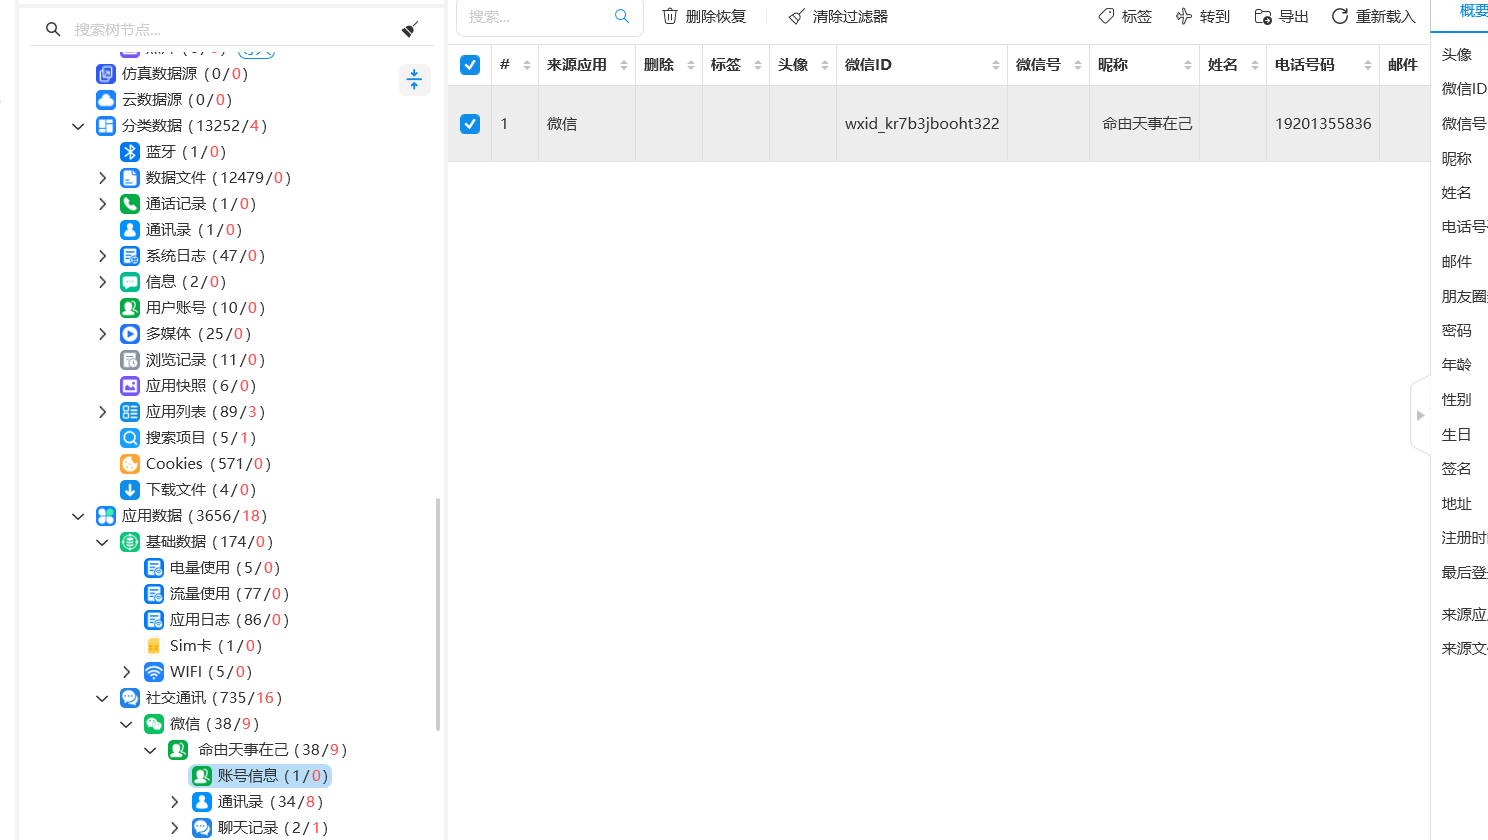 搜索树节点...
仿真数据源 (0/0)
云数据源 (0/0)
分类数据 (13252/4)
蓝牙 (1/0)
数据文件 (12479/0)
通话记录 (1/0)
通讯录 (1/0)
系统日志 (47/0)
信息 (2/0)
用户账号 (10/0)
多媒体 (25/0)
浏览记录 (11/0)
应用快照 (6/0)
应用列表 (89/3)
搜索项目 (5/1)
Cookies (571/0)
下载文件 (4/0)
应用数据 (3656/18)
基础数据 (174/0)
电量使用 (5/0)
流量使用 (77/0)
应用日志 (86/0)
Sim卡 (1/0)
WIFI (5/0)
社交通讯 (735/16)
微信 (38/9)
命由天事在己 (38/9)
账号信息 (1/0)
通讯录 (34/8)
聊天记录 (2/1)
搜索... 删除恢复 清除过滤器 标签 转到 导出 重新载入
# 来源应用 删除 标签 头像 微信ID 微信号 昵称 姓名 电话号码 邮件
1 微信 wxid_kr7b3jbooht322 命由天事在己 19201355836
概要
头像
微信ID
微信号
昵称
姓名
电话号
邮件
朋友圈
密码
年龄
性别
生日
签名
地址
注册时
最后登
来源应
来源文